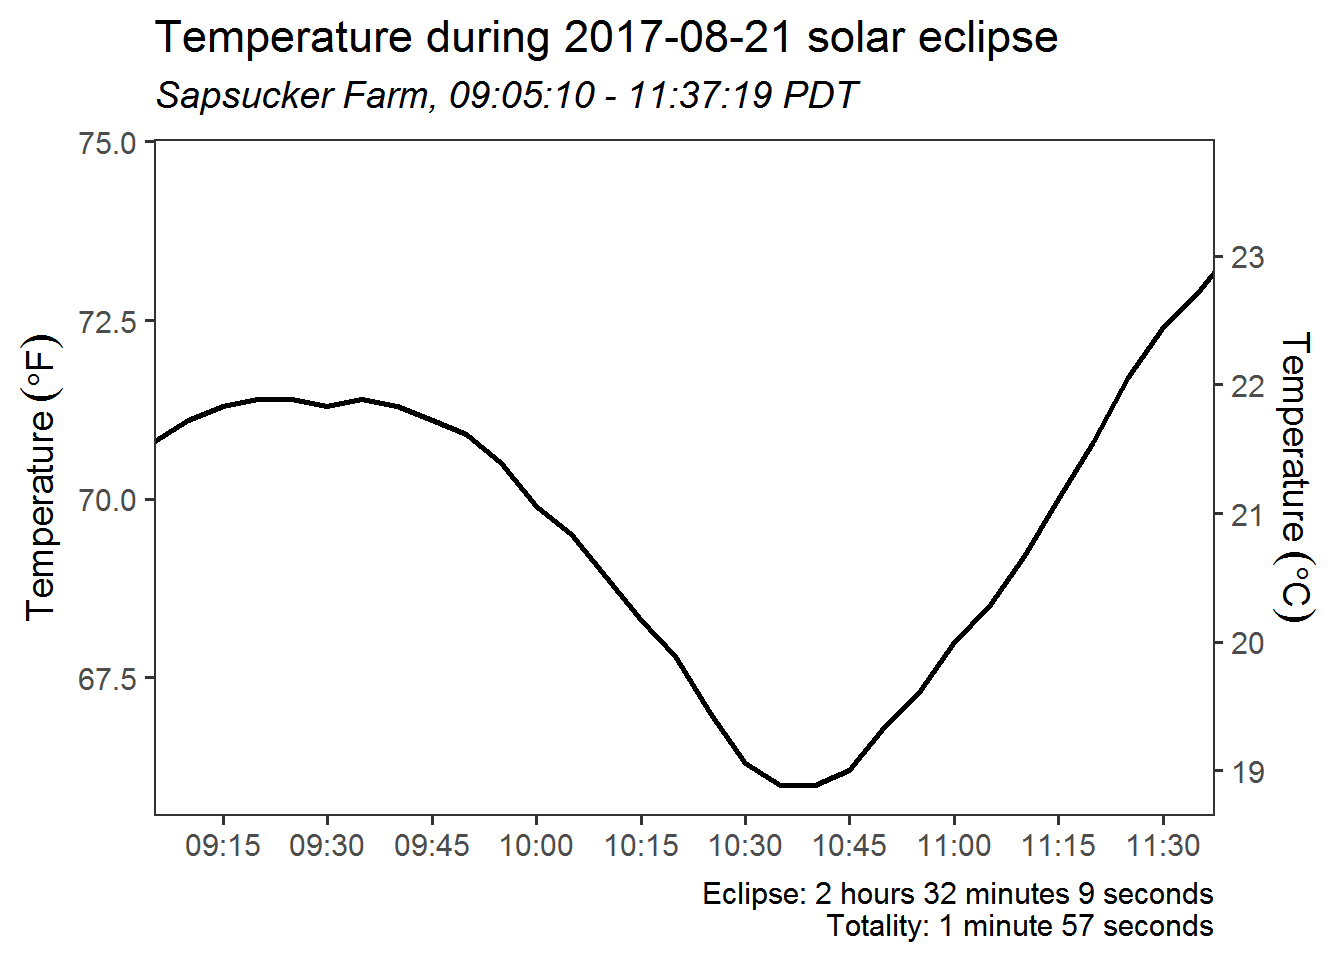 Temperature during 2017-08-21 solar eclipse
Sapsucker Farm, 09:05:10 - 11:37:19 PDT
Temperature (°F)
75.0
72.5
70.0
67.5
23
22
21
20
19
Temperature (°C)
09:15 09:30 09:45 10:00 10:15 10:30 10:45 11:00 11:15 11:30
Eclipse: 2 hours 32 minutes 9 seconds
Totality: 1 minute 57 seconds